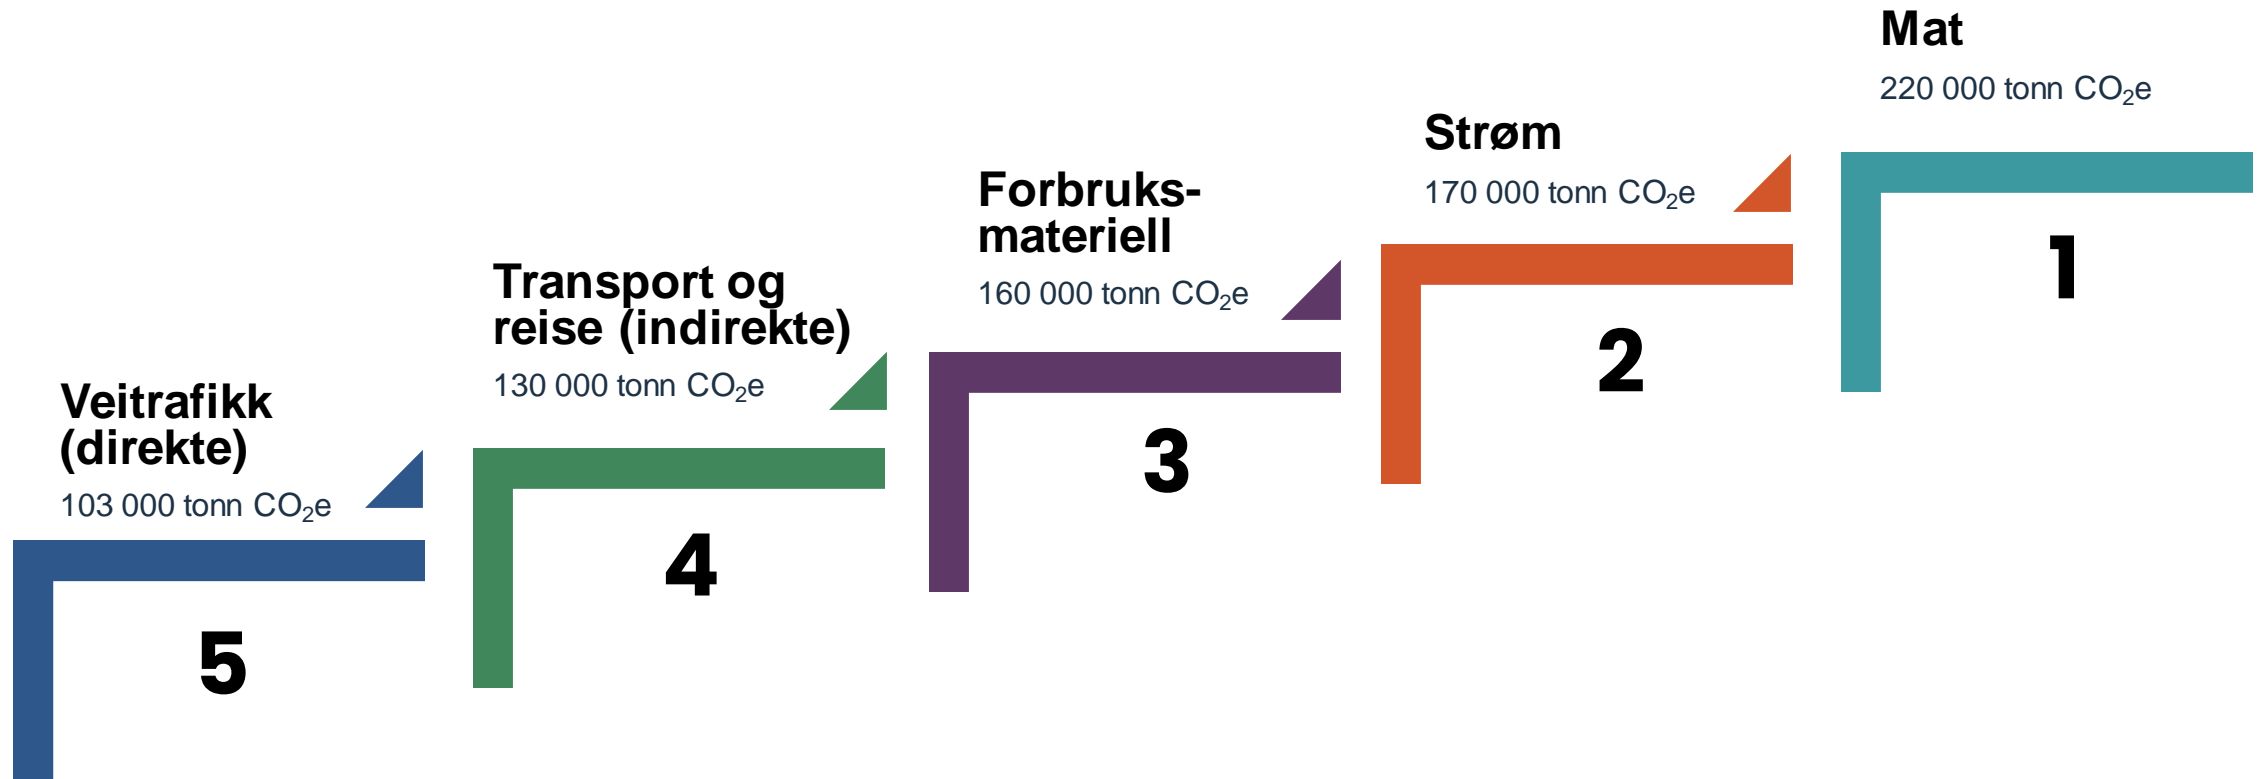 Mat
220 000 tonn CO₂e
1
Strøm
170 000 tonn CO₂e
2
Forbruks-
materiell
160 000 tonn CO₂e
3
Transport og
reise (indirekte)
130 000 tonn CO₂e
4
Veitrafikk
(direkte)
103 000 tonn CO₂e
5